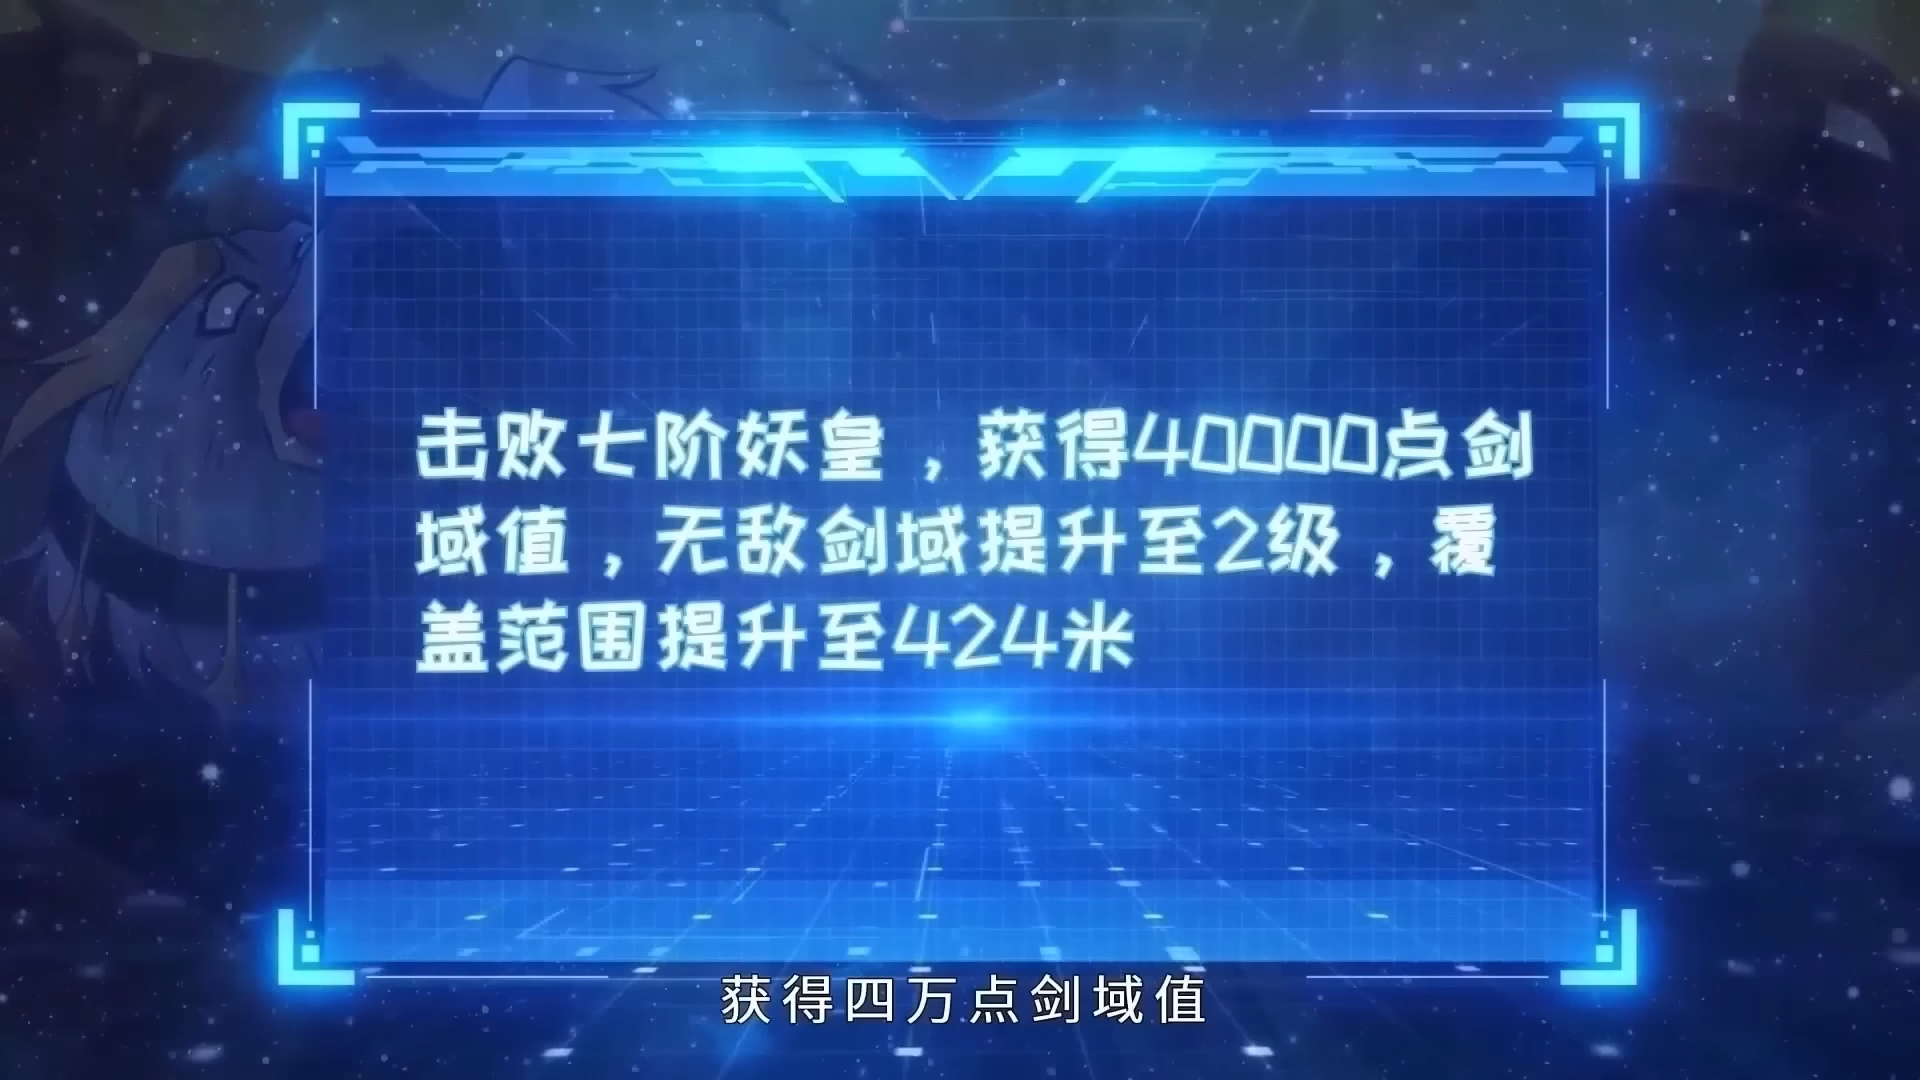 击败七阶妖皇，获得40000点剑
域值，无敌剑域提升至2级，覆
盖范围提升至424米
获得四万点剑域值